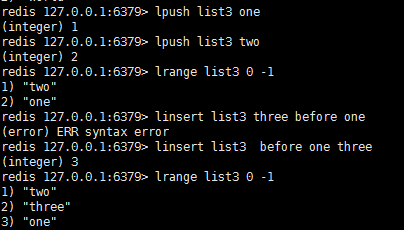 redis 127.0.0.1:6379> lpush list3 one
(integer) 1
redis 127.0.0.1:6379> lpush list3 two
(integer) 2
redis 127.0.0.1:6379> lrange list3 0 -1
1) "two"
2) "one"
redis 127.0.0.1:6379> linsert list3 three before one
(error) ERR syntax error
redis 127.0.0.1:6379> linsert list3  before one three
(integer) 3
redis 127.0.0.1:6379> lrange list3 0 -1
1) "two"
2) "three"
3) "one"